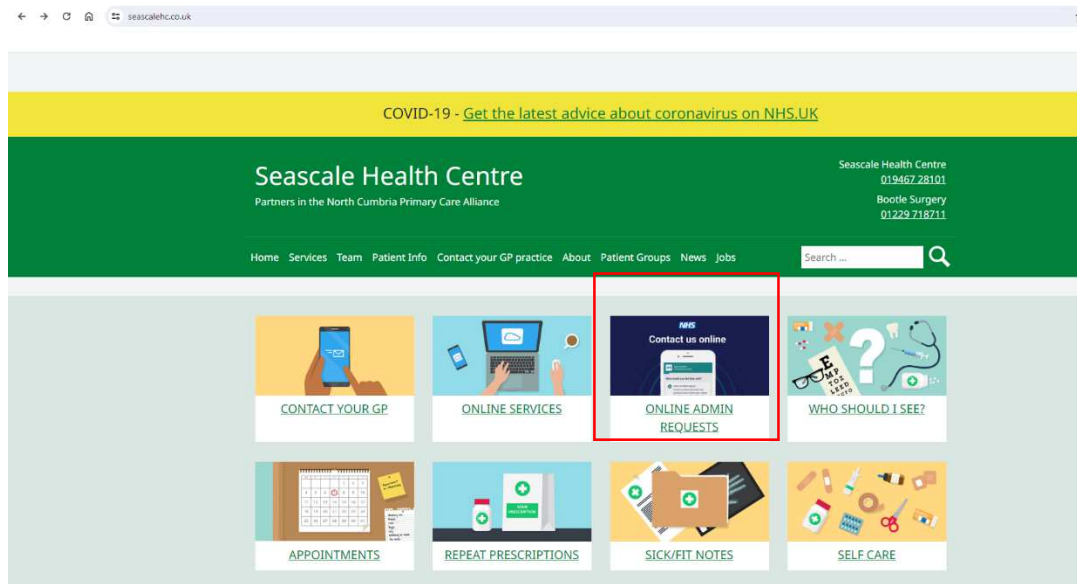 seascalehc.co.uk
COVID-19 - Get the latest advice about coronavirus on NHS.UK
Seascale Health Centre
Partners in the North Cumbria Primary Care Alliance
Seascale Health Centre
019467 28101
Bootle Surgery
01229 718711
Home Services Team Patient Info Contact your GP practice About Patient Groups News Jobs
Search ...
NHS
Contact us online
CONTACT YOUR GP
ONLINE SERVICES
ONLINE ADMIN
REQUESTS
WHO SHOULD I SEE?
APPOINTMENTS
REPEAT PRESCRIPTIONS
SICK/FIT NOTES
SELF CARE